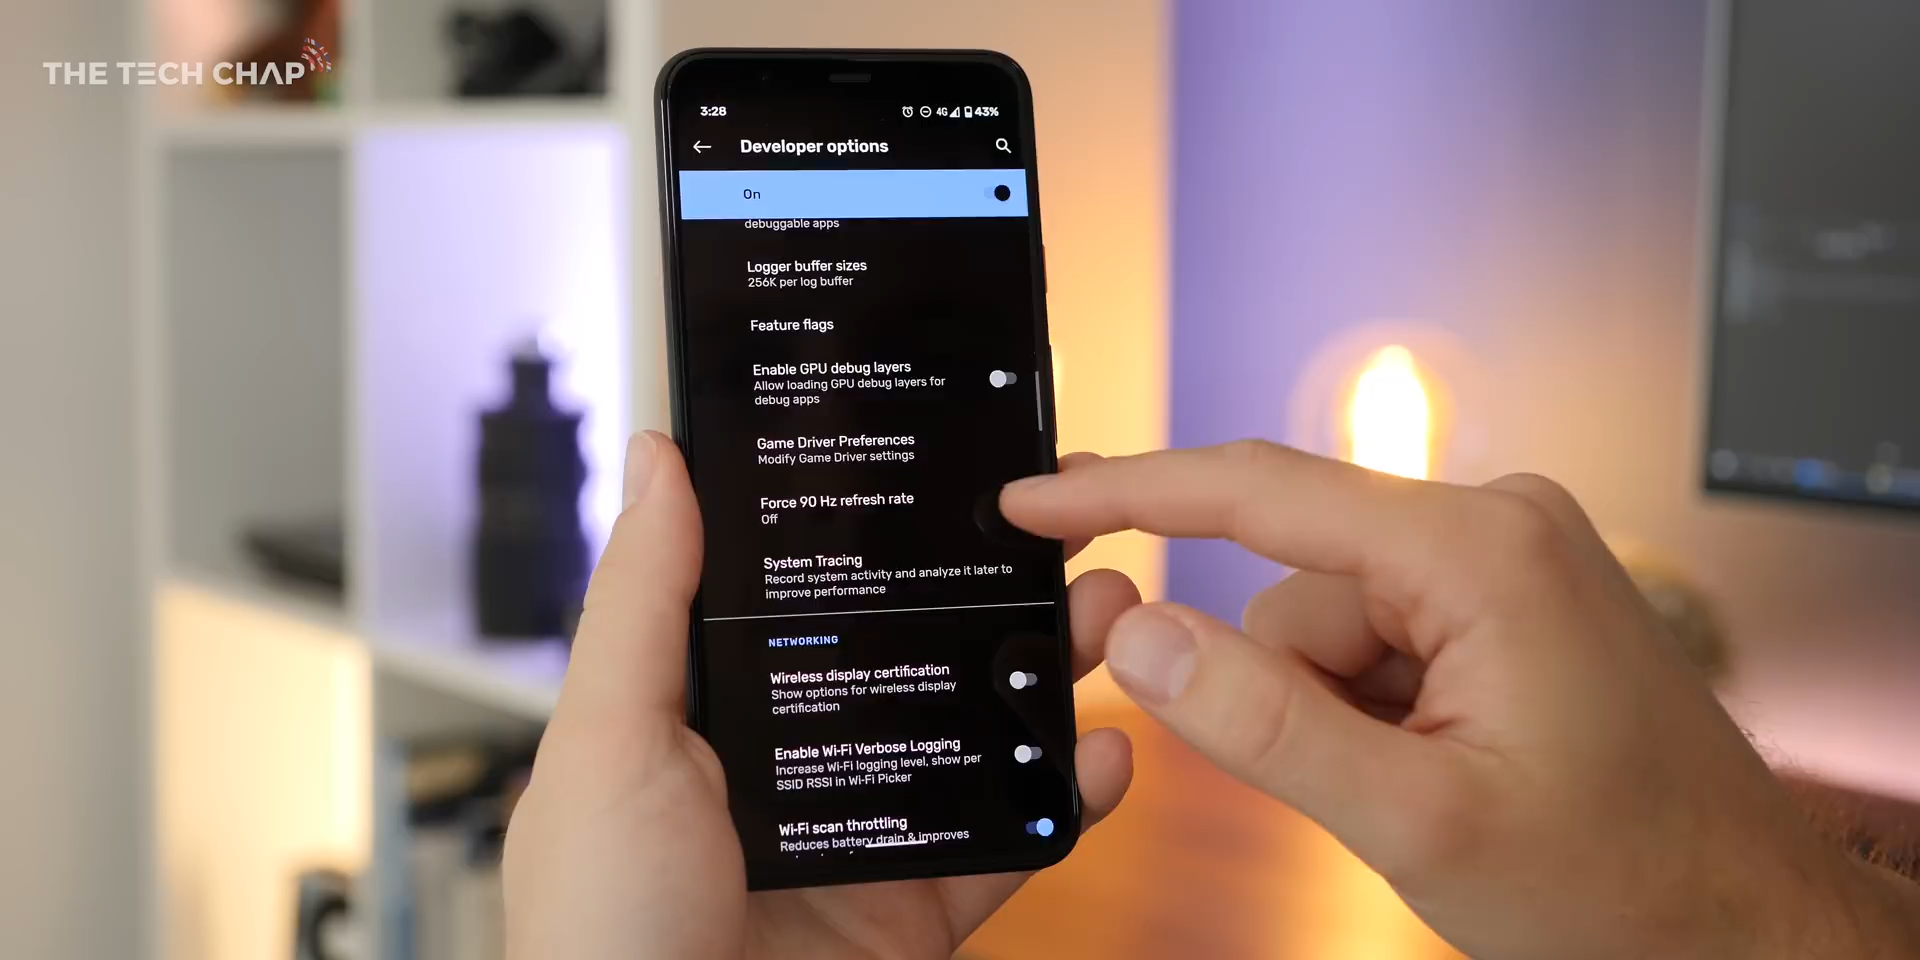 THE TECH CHAP
3:28
4G
43%
Developer options
On
debuggable apps
Logger buffer sizes
256K per log buffer
Feature flags
Enable GPU debug layers
Allow loading GPU debug layers for
debug apps
Game Driver Preferences
Modify Game Driver settings
Force 90 Hz refresh rate
Off
System Tracing
Record system activity and analyze it later to
improve performance
NETWORKING
Wireless display certification
Show options for wireless display
certification
Enable Wi-Fi Verbose Logging
Increase Wi-Fi logging level, show per
SSID RSSI in Wi-Fi Picker
Wi-Fi scan throttling
Reduces battery drain & improves